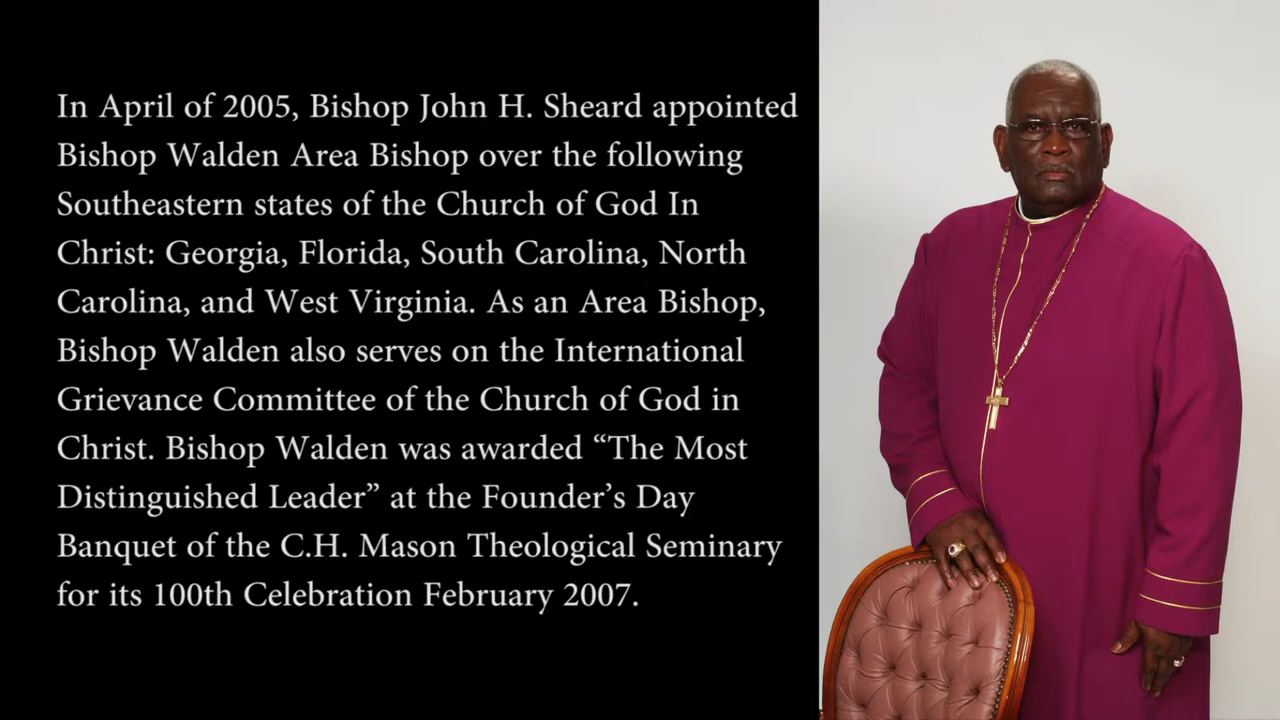 In April of 2005, Bishop John H. Sheard appointed
Bishop Walden Area Bishop over the following
Southeastern states of the Church of God In
Christ: Georgia, Florida, South Carolina, North
Carolina, and West Virginia. As an Area Bishop,
Bishop Walden also serves on the International
Grievance Committee of the Church of God in
Christ. Bishop Walden was awarded “The Most
Distinguished Leader” at the Founder’s Day
Banquet of the C.H. Mason Theological Seminary
for its 100th Celebration February 2007.